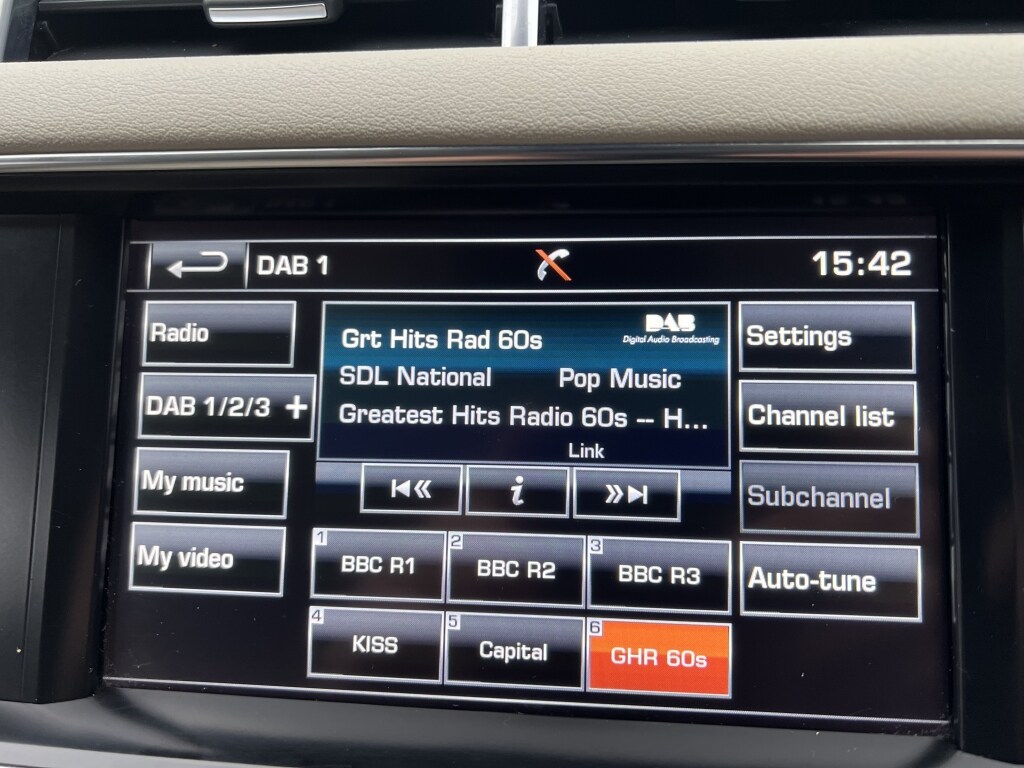 DAB 1
15:42
Radio
DAB 1/2/3 +
My music
My video
Grt Hits Rad 60s
DAB
Digital Audio Broadcasting
SDL National Pop Music
Greatest Hits Radio 60s -- H...
Link
i
1 BBC R1
2 BBC R2
3 BBC R3
4 KISS
5 Capital
6 GHR 60s
Settings
Channel list
Subchannel
Auto-tune